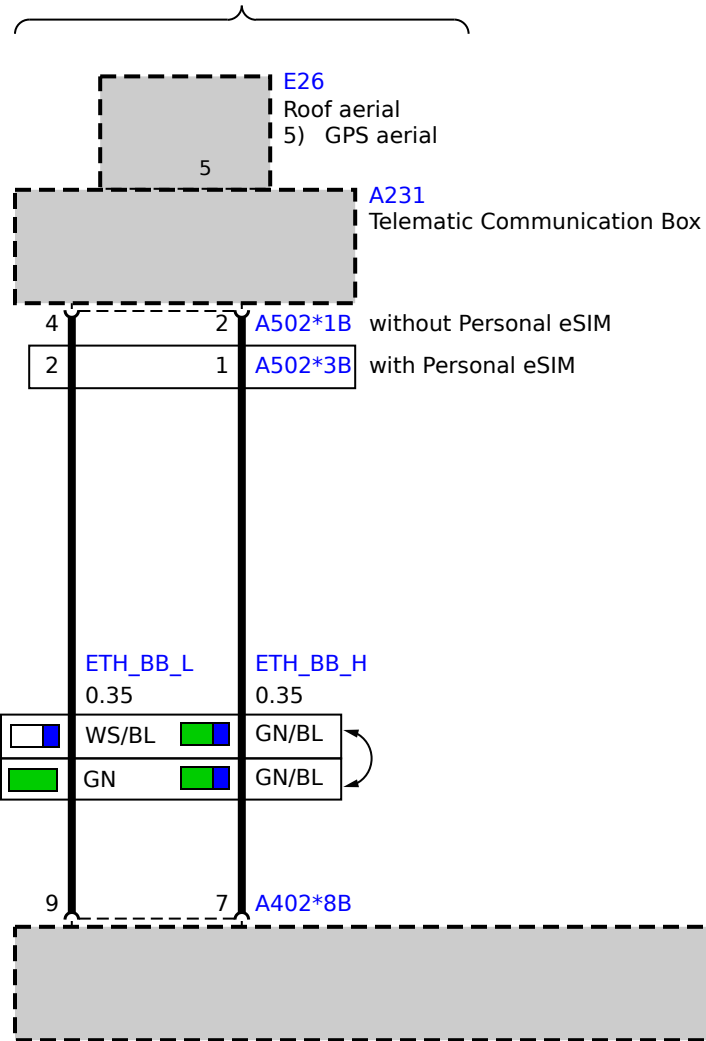 E26
Roof aerial
5) GPS aerial
5
A231
Telematic Communication Box
4 2 A502*1B without Personal eSIM
2 1 A502*3B with Personal eSIM
ETH_BB_L ETH_BB_H
0.35 0.35
WS/BL GN/BL
GN GN/BL
9 7 A402*8B